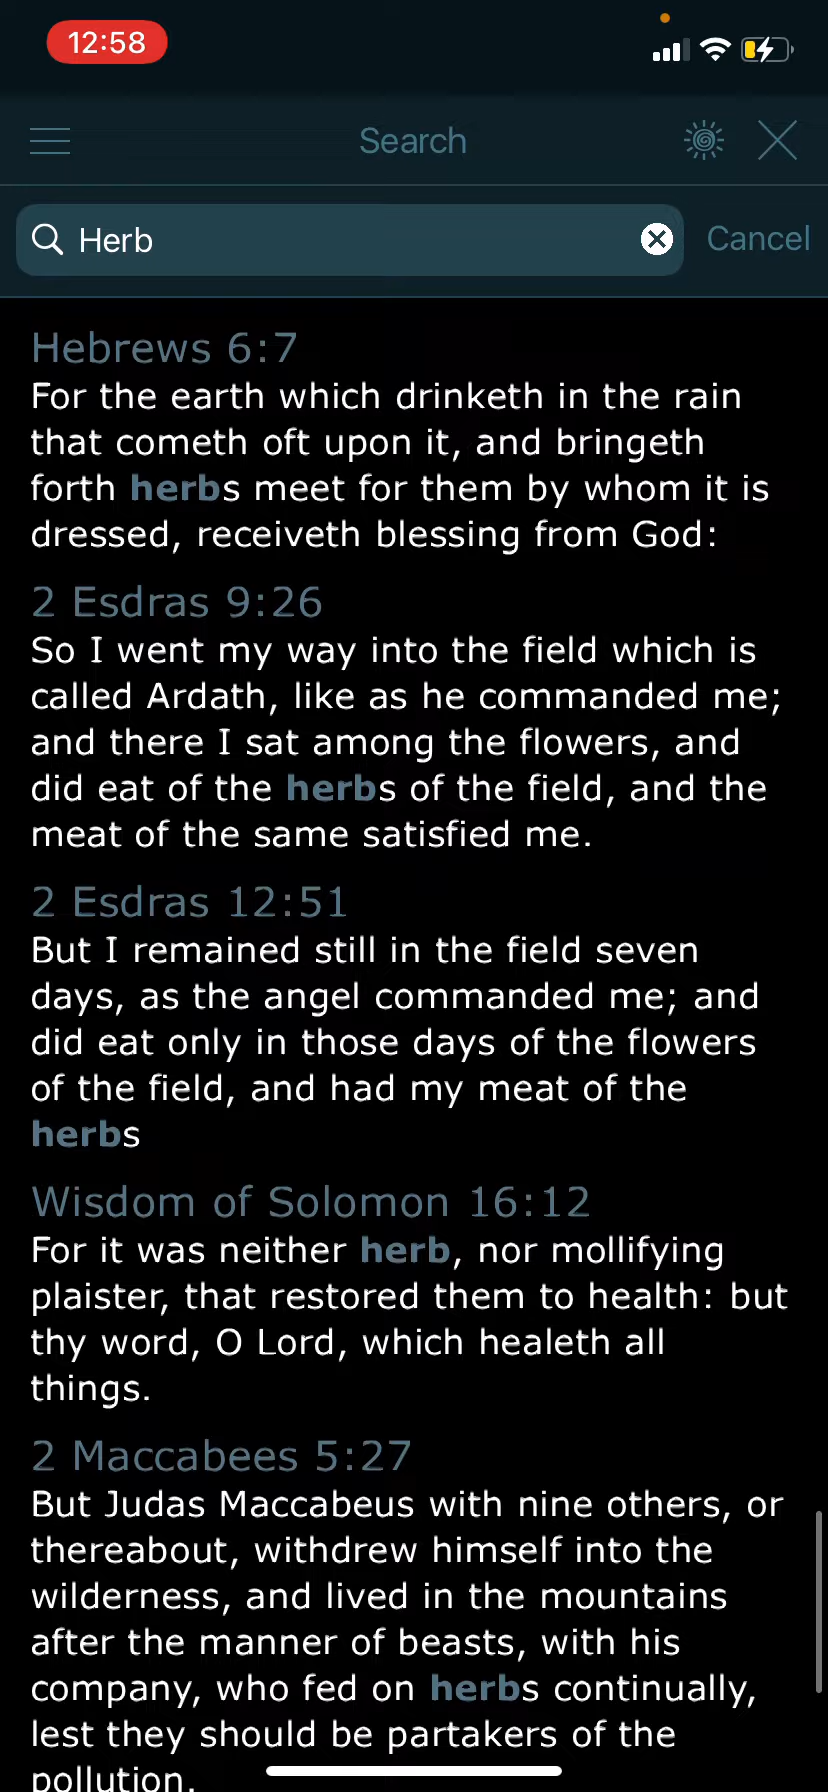 12:58
Search
Herb
Cancel
Hebrews 6:7
For the earth which drinketh in the rain
that cometh oft upon it, and bringeth
forth herbs meet for them by whom it is
dressed, receiveth blessing from God:
2 Esdras 9:26
So I went my way into the field which is
called Ardath, like as he commanded me;
and there I sat among the flowers, and
did eat of the herbs of the field, and the
meat of the same satisfied me.
2 Esdras 12:51
But I remained still in the field seven
days, as the angel commanded me; and
did eat only in those days of the flowers
of the field, and had my meat of the
herbs
Wisdom of Solomon 16:12
For it was neither herb, nor mollifying
plaister, that restored them to health: but
thy word, O Lord, which healeth all
things.
2 Maccabees 5:27
But Judas Maccabeus with nine others, or
thereabout, withdrew himself into the
wilderness, and lived in the mountains
after the manner of beasts, with his
company, who fed on herbs continually,
lest they should be partakers of the
pollution.